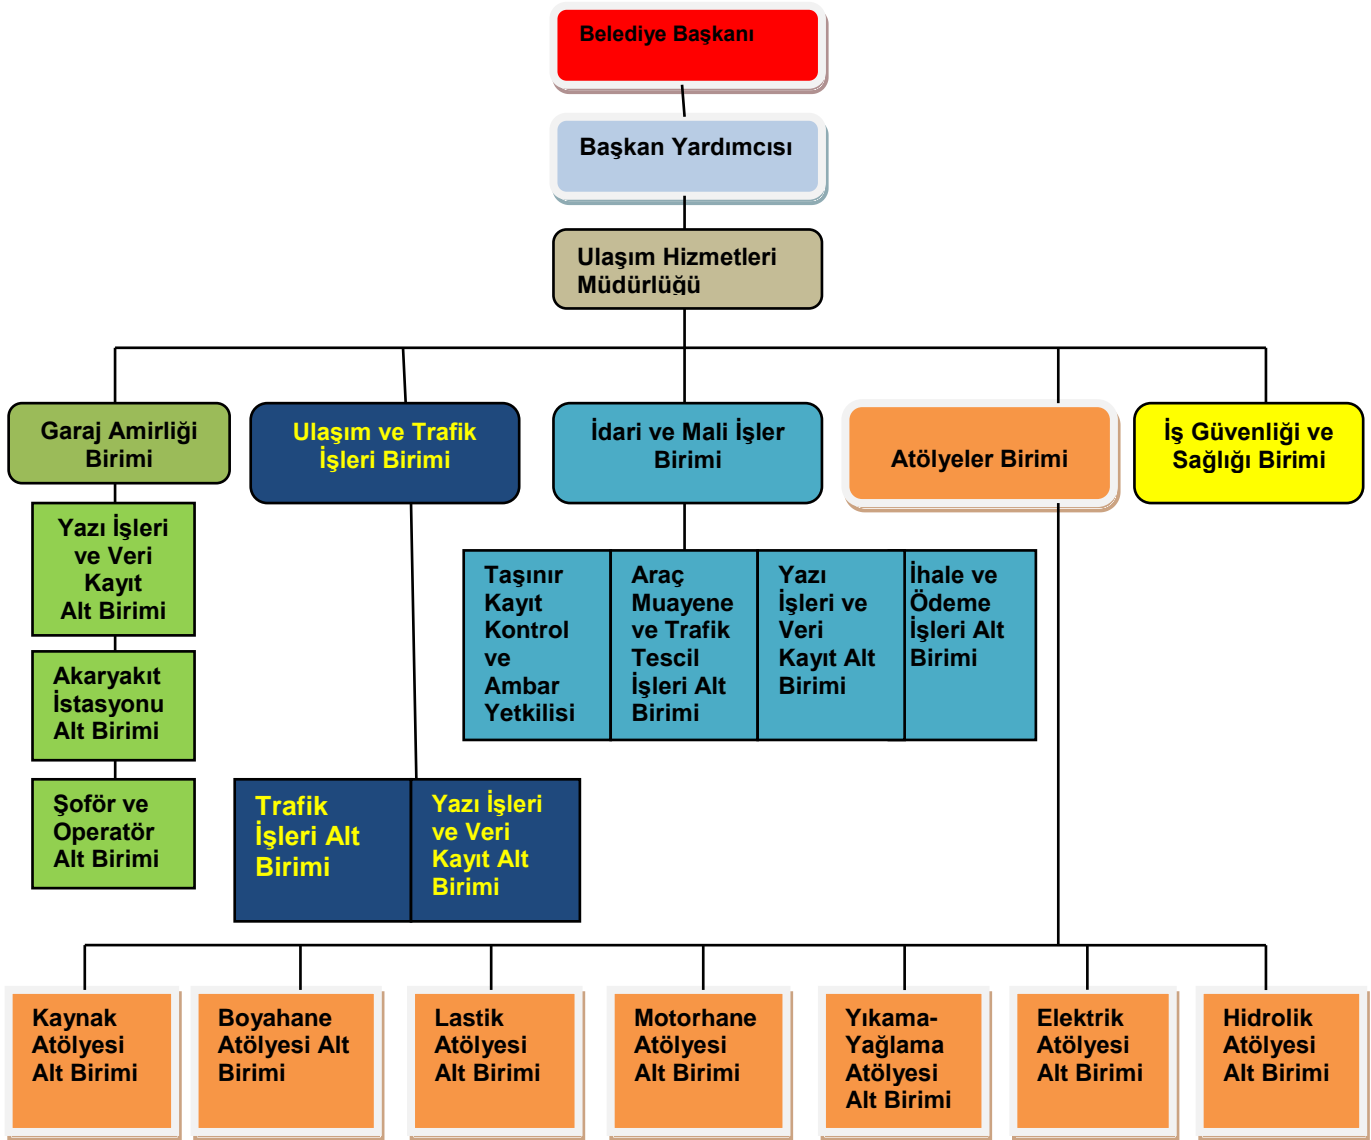 Belediye Başkanı
Başkan Yardımcısı
Ulaşım Hizmetleri
Müdürlüğü
Garaj Amirliği
Birimi
Ulaşım ve Trafik
İşleri Birimi
İdari ve Mali İşler
Birimi
Atölyeler Birimi
İş Güvenliği ve
Sağlığı Birimi
Yazı İşleri
ve Veri
Kayıt
Alt Birimi
Akaryakıt
İstasyonu
Alt Birimi
Şoför ve
Operatör
Alt Birimi
Trafik
İşleri Alt
Birimi
Yazı İşleri
ve Veri
Kayıt Alt
Birimi
Taşınır
Kayıt
Kontrol
ve
Ambar
Yetkilisi
Araç
Muayene
ve Trafik
Tescil
İşleri Alt
Birimi
Yazı
İşleri ve
Veri
Kayıt Alt
Birimi
İhale ve
Ödeme
İşleri Alt
Birimi
Kaynak
Atölyesi
Alt Birimi
Boyahane
Atölyesi Alt
Birimi
Lastik
Atölyesi
Alt Birimi
Motorhane
Atölyesi
Alt Birimi
Yıkama-
Yağlama
Atölyesi
Alt Birimi
Elektrik
Atölyesi
Alt Birimi
Hidrolik
Atölyesi
Alt Birimi